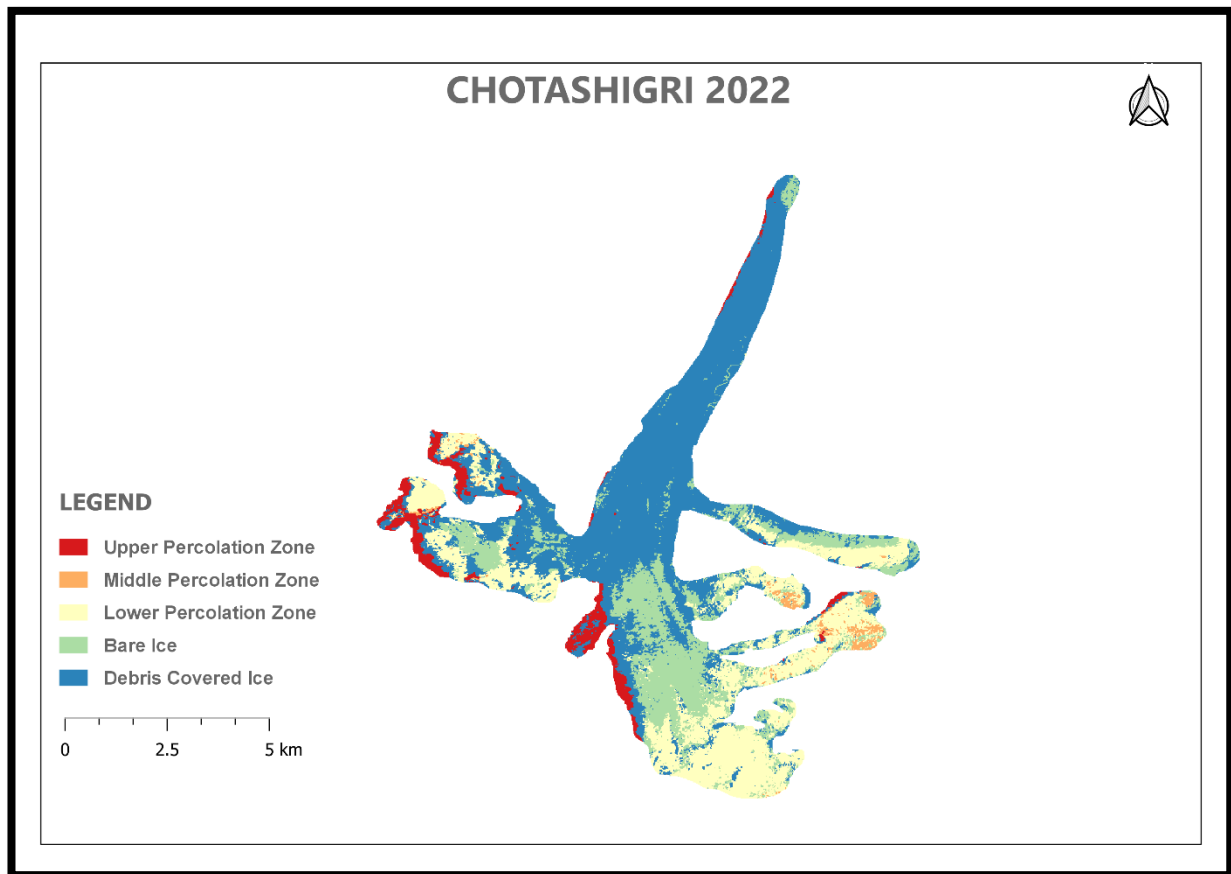 CHOTASHIGRI 2022
LEGEND
Upper Percolation Zone
Middle Percolation Zone
Lower Percolation Zone
Bare Ice
Debris Covered Ice
0 2.5 5 km